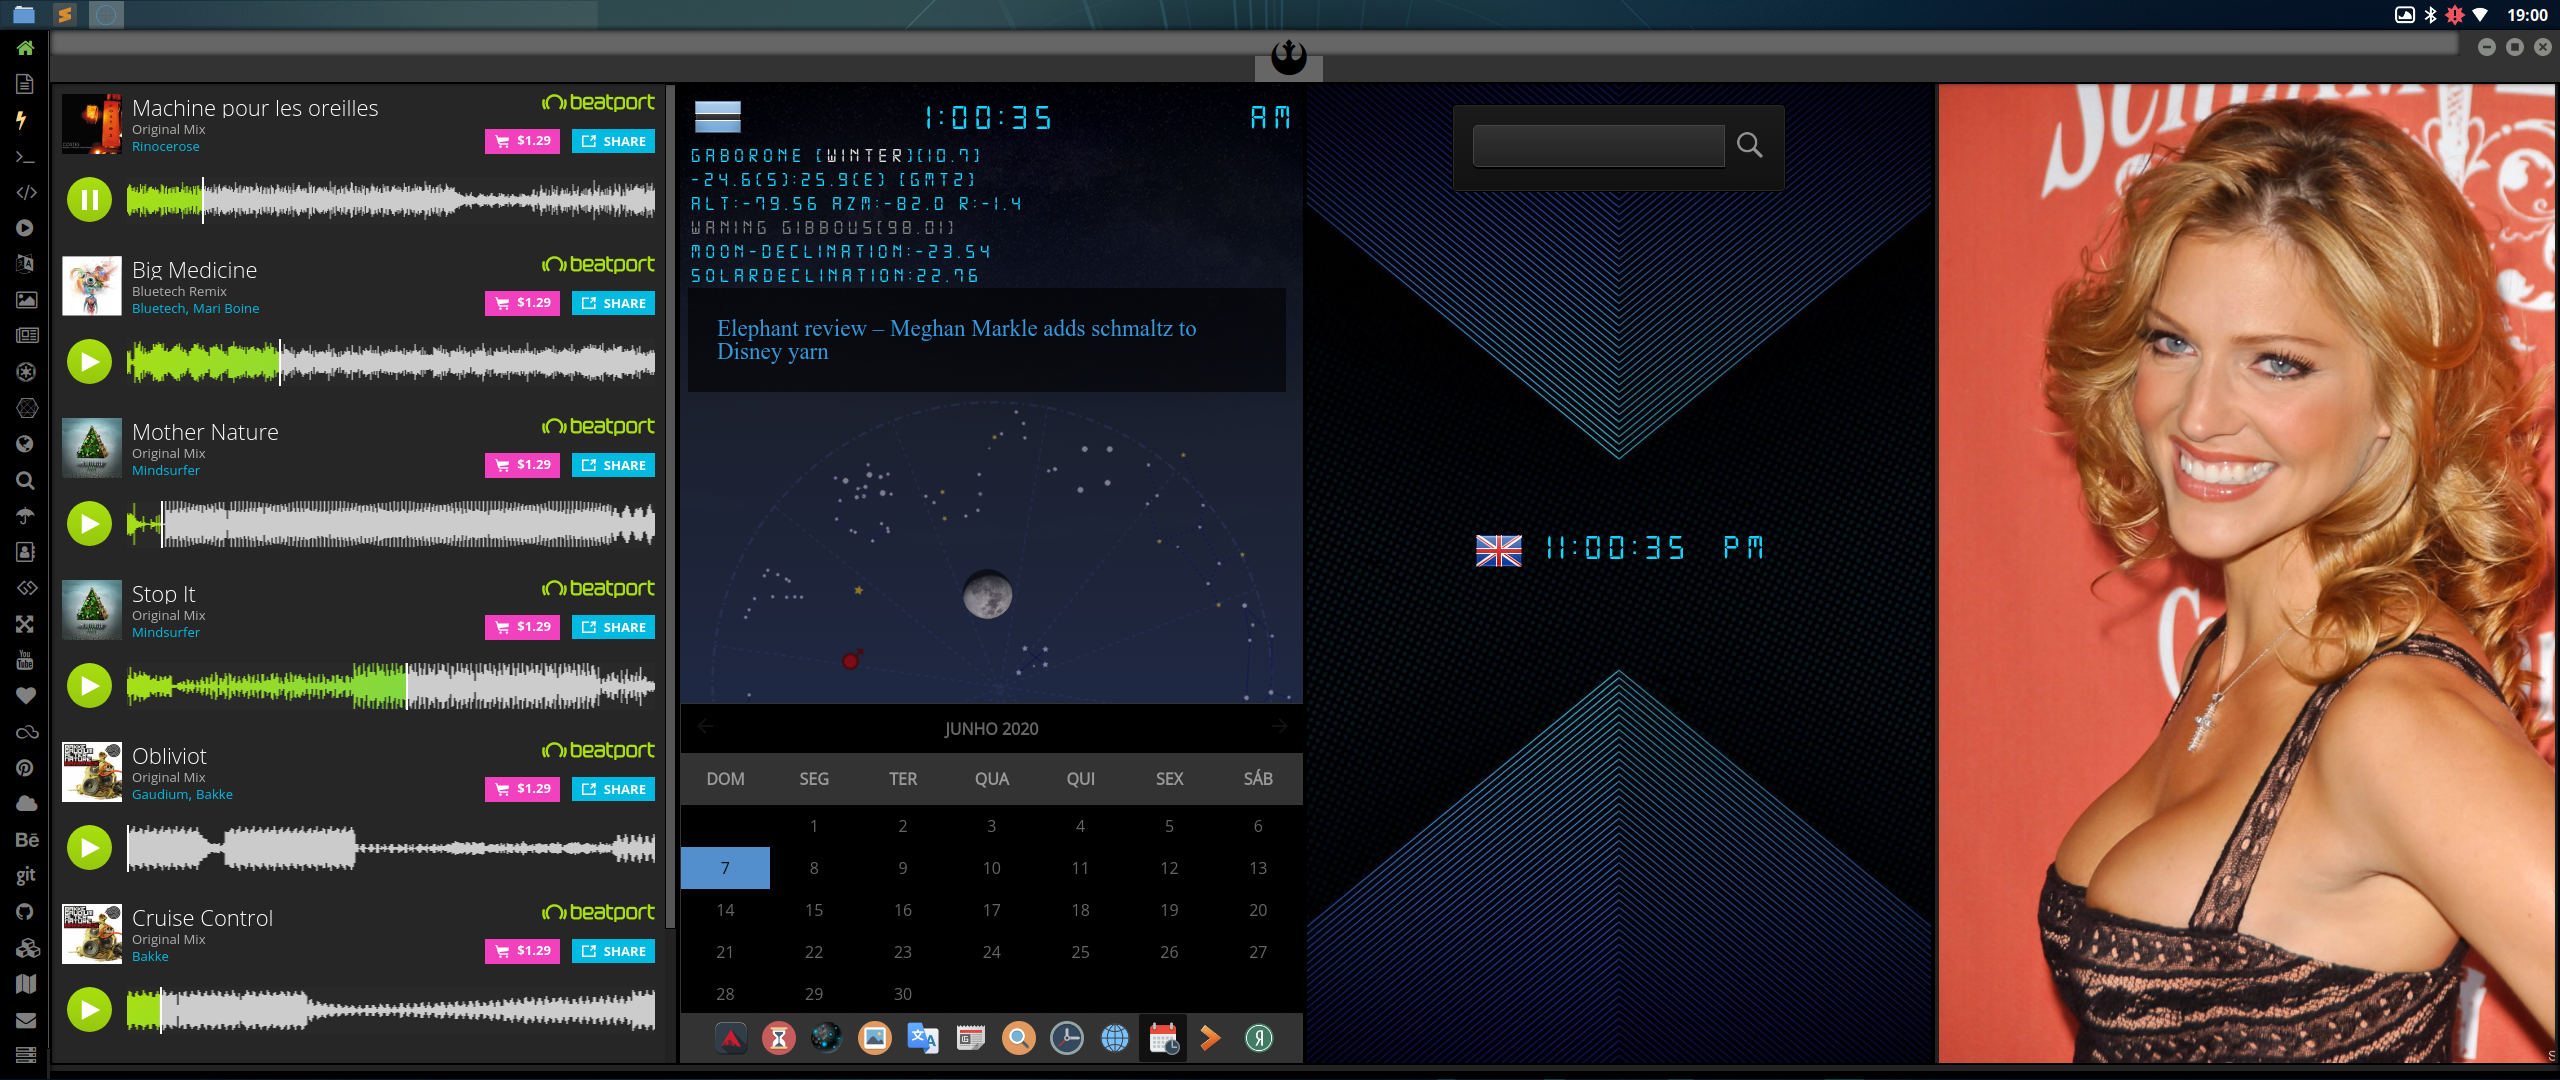 19:00
Machine pour les oreilles
Original Mix
Rinocerose
beatport
$1.29
SHARE
Big Medicine
Bluetech Remix
Bluetech, Mari Boine
beatport
$1.29
SHARE
Mother Nature
Original Mix
Mindsurfer
beatport
$1.29
SHARE
Stop It
Original Mix
Mindsurfer
beatport
$1.29
SHARE
Obliviot
Original Mix
Gaudium, Bakke
beatport
$1.29
SHARE
Cruise Control
Original Mix
Bakke
beatport
$1.29
SHARE
You
Tube
Bē
git
1:00:35 AM
GABORONE [WINTER][10.7]
-24.6(S):25.9(E) [GMT2]
ALT:-79.56 AZM:-82.0 R:-1.4
WANING GIBBOUS[98.01]
MOON-DECLINATION:-23.54
SOLARDECLINATION:22.76
Elephant review – Meghan Markle adds schmaltz to
Disney yarn
JUNHO 2020
DOM SEG TER QUA QUI SEX SÁB
1 2 3 4 5 6
7 8 9 10 11 12 13
14 15 16 17 18 19 20
21 22 23 24 25 26 27
28 29 30
11:00:35 PM